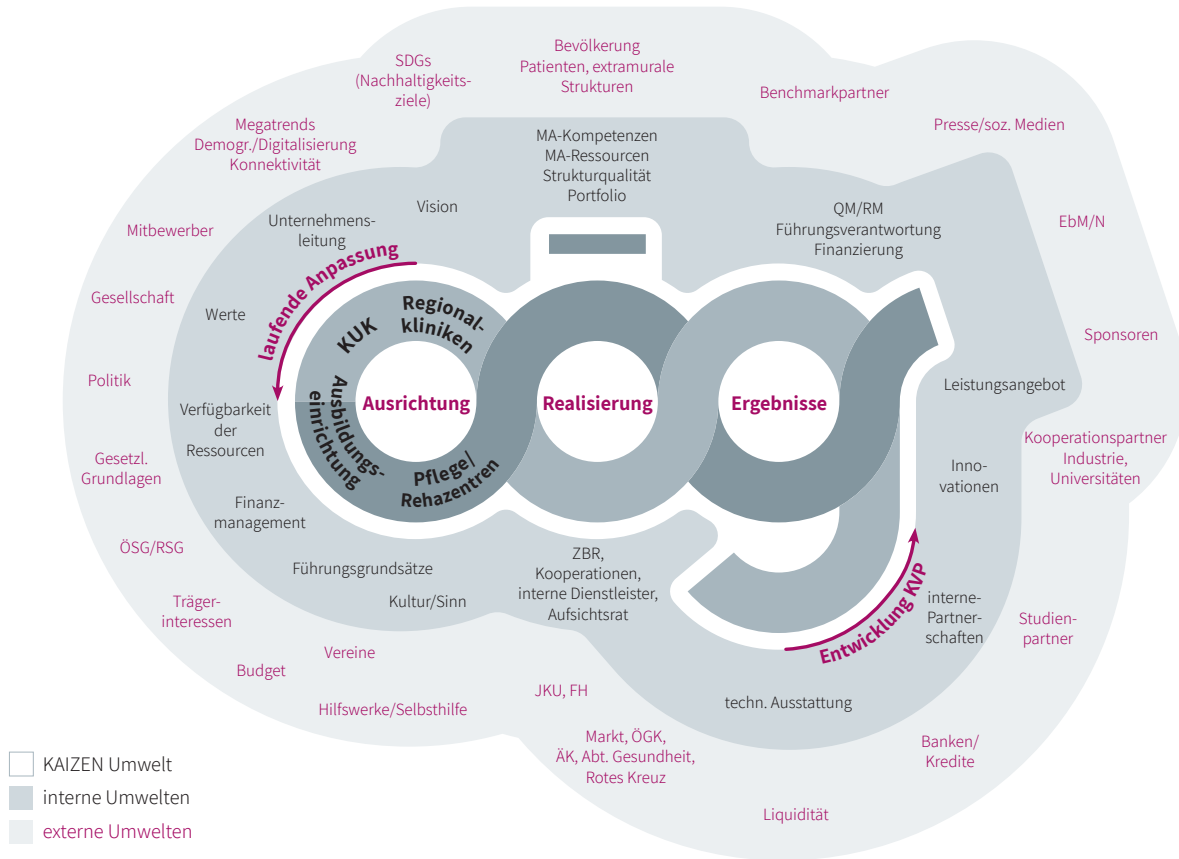 Bevölkerung
Patienten, extramurale
Strukturen
SDGs
(Nachhaltigkeits-
ziele)
Benchmarkpartner
Presse/soz. Medien
Megatrends
Demogr./Digitalisierung
Konnektivität
MA-Kompetenzen
MA-Ressourcen
Strukturqualität
Portfolio
Vision
Unternehmens-
leitung
QM/RM
Führungsverantwortung
Finanzierung
EbM/N
Mitbewerber
laufende Anpassung
Gesellschaft
Werte
KUK
Regional-
kliniken
Sponsoren
Politik
Ausrichtung
Realisierung
Ergebnisse
Leistungsangebot
Verfügbarkeit
der
Ressourcen
Ausbildungs-
einrichtung
Pflege/
Rehazentren
Kooperationspartner
Industrie,
Universitäten
Gesetzl.
Grundlagen
Inno-
vationen
Finanz-
management
ÖSG/RSG
Führungsgrundsätze
Kultur/Sinn
ZBR,
Kooperationen,
interne Dienstleister,
Aufsichtsrat
Entwicklung KVP
interne-
Partner-
schaften
Studien-
partner
Träger-
interessen
Vereine
Budget
Hilfswerke/Selbsthilfe
JKU, FH
techn. Ausstattung
Markt, ÖGK,
ÄK, Abt. Gesundheit,
Rotes Kreuz
Banken/
Kredite
Liquidität
KAIZEN Umwelt
interne Umwelten
externe Umwelten